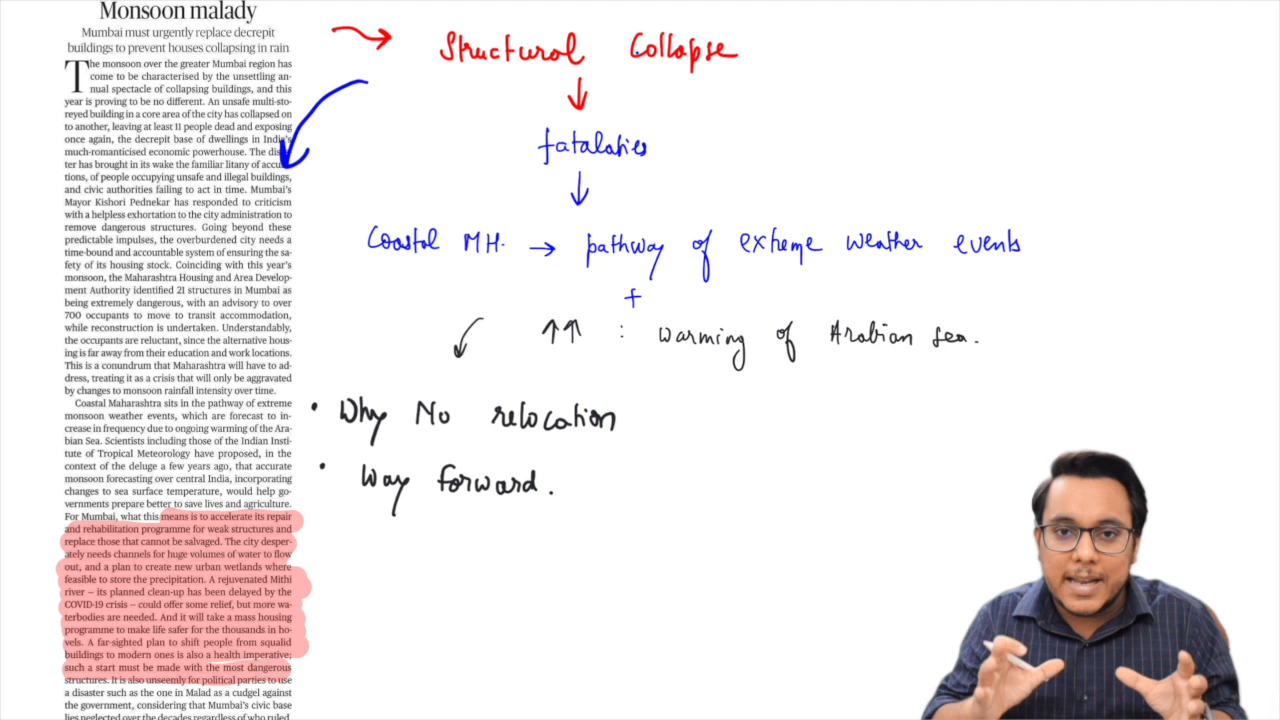 Monsoon malady
Mumbai must urgently replace decrepit
buildings to prevent houses collapsing in rain
The monsoon over the greater Mumbai region has
come to be characterised by the unsettling an-
nual spectacle of collapsing buildings, and this
year is proving to be no different. An unsafe multi-sto-
reyed building in a core area of the city has collapsed on
to another, leaving at least 11 people dead and exposing
once again, the decrepit base of dwellings in India's
much-romanticised economic powerhouse. The
ter has brought in its wake the familiar litany of
tions, of people occupying unsafe and illegal buildings,
and civic authorities failing to act in time. Mumbai's
Mayor Kishori Pednekar has responded to criticism
with a helpless exhortation to the city administration to
remove dangerous structures. Going beyond these
predictable impulses, the overburdened city needs a
time-bound and accountable system of ensuring the sa-
fety of its housing stock. Coinciding with this year's
monsoon, the Maharashtra Housing and Area Develop-
ment Authority identified 21 structures in Mumbai as
being extremely dangerous, with an advisory to over
700 occupants to move to transit accommodation,
while reconstruction is undertaken. Understandably,
the occupants are reluctant, since the alternative hous-
ing is far away from their education and work locations.
This is a conundrum that Maharashtra will have to ad-
dress, treating it as a crisis that will only be aggravated
by changes to monsoon rainfall intensity over time.
Coastal Maharashtra sits in the pathway of extreme
monsoon weather events, which are forecast to in-
crease in frequency due to ongoing warming of the Ara-
bian Sea. Scientists including those of the Indian Insti-
tute of Tropical Meteorology have proposed, in the
context of the deluge a few years ago, that accurate
monsoon forecasting over central India, incorporating
changes to sea surface temperature, would help go-
vernments prepare better to save lives and agriculture.
For Mumbai, what this means is to accelerate its repair
and rehabilitation programme for weak structures and
replace those that cannot be salvaged. The city desper-
ately needs channels for huge volumes of water to flow
out, and a plan to create new urban wetlands where
feasible to store the precipitation. A rejuvenated Mithi
river — its planned clean-up has been delayed by the
COVID-19 crisis — could offer some relief, but more wa-
terbodies are needed. And it will take a mass housing
programme to make life safer for the thousands in ho-
vels. A far-sighted plan to shift people from squalid
buildings to modern ones is also a health imperative;
such a start must be made with the most dangerous
structures. It is also unseemly for political parties to use
a disaster such as the one in Malad as a cudgel against
the government, considering that Mumbai's civic base
lies neglected over the decades regardless of who ruled.
Structural Collapse
fatalaties
Coastal MH. → pathway of extreme weather events
+
↑↑ : warming of Arabian sea.
• Why No relocation
• Way forward.